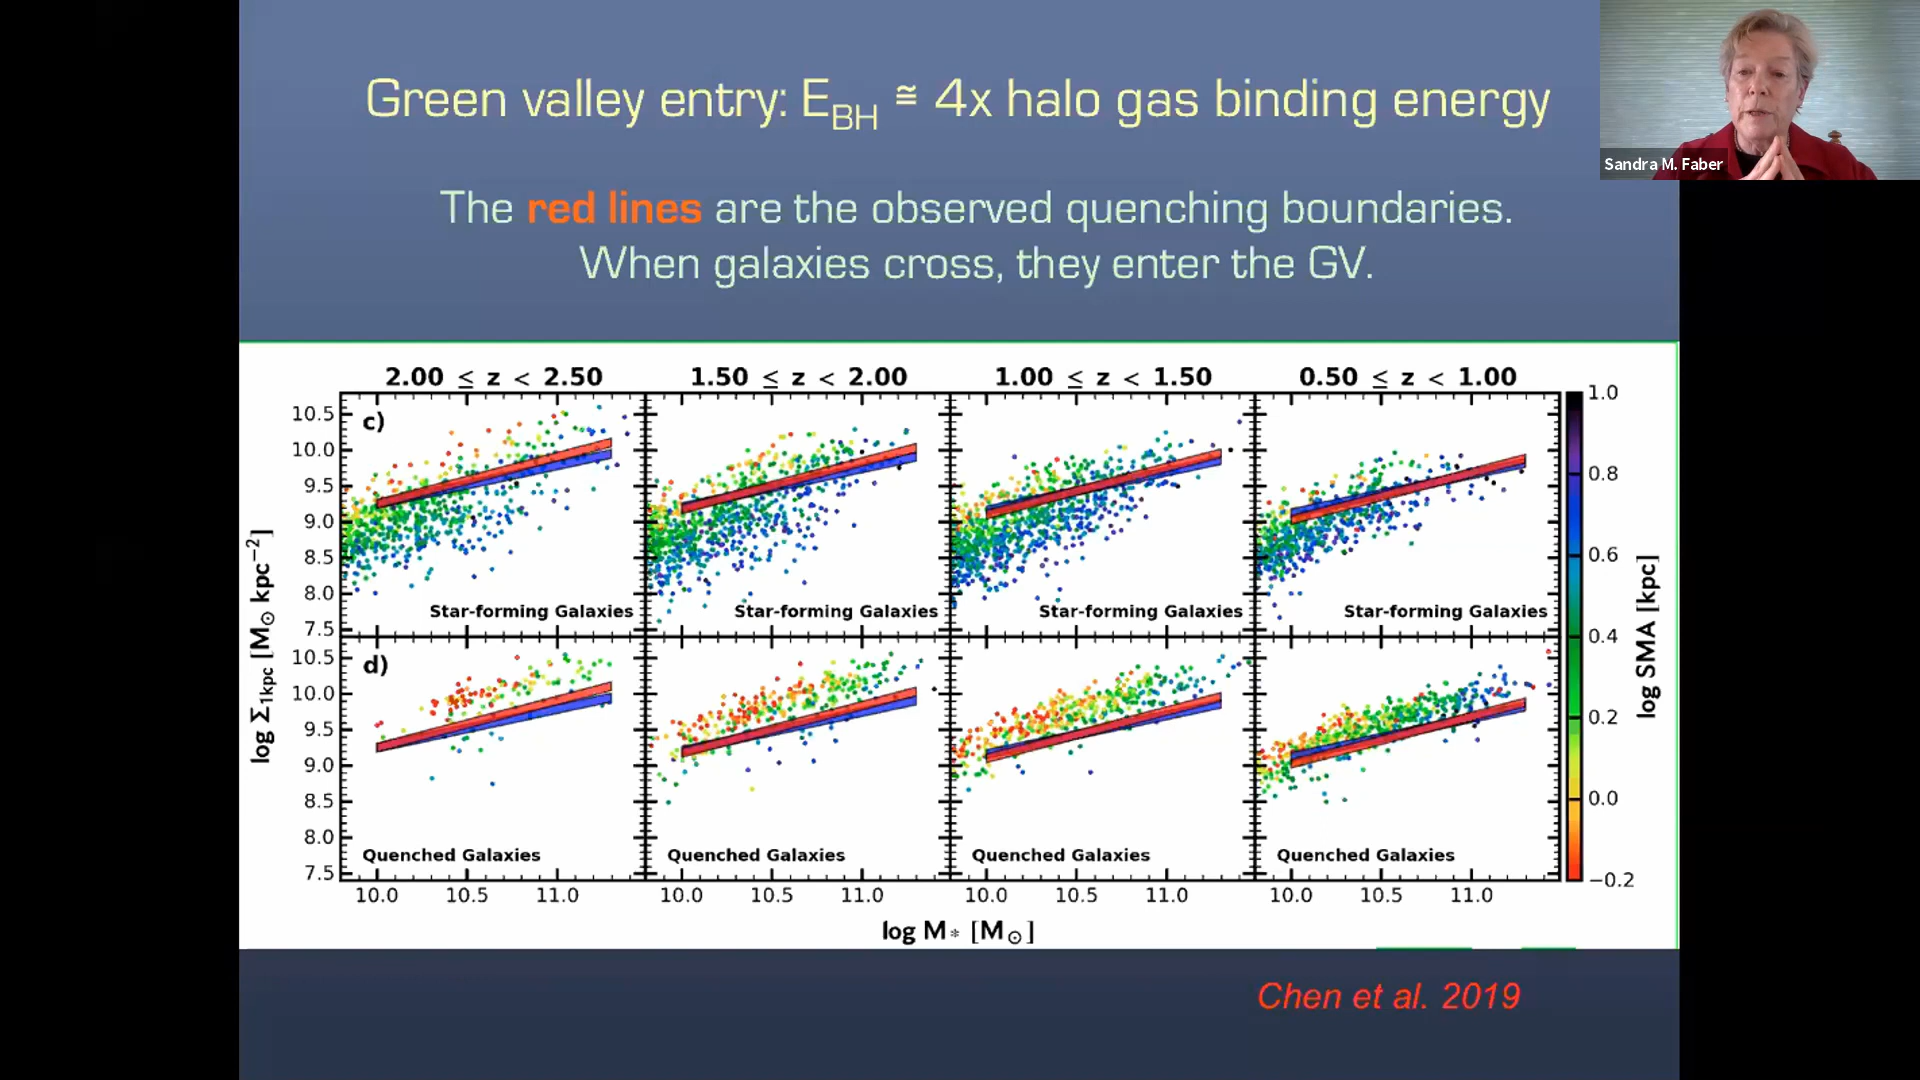 Green valley entry: E_BH ≅ 4x halo gas binding energy
Sandra M. Faber
The red lines are the observed quenching boundaries.
When galaxies cross, they enter the GV.
2.00 ≤ z < 2.50
1.50 ≤ z < 2.00
1.00 ≤ z < 1.50
0.50 ≤ z < 1.00
c)
10.5
10.0
9.5
9.0
8.5
8.0
7.5
Star-forming Galaxies
Star-forming Galaxies
Star-forming Galaxies
Star-forming Galaxies
d)
10.5
10.0
9.5
9.0
8.5
8.0
7.5
Quenched Galaxies
Quenched Galaxies
Quenched Galaxies
Quenched Galaxies
log Σ1kpc [M⊙ kpc−2]
10.0 10.5 11.0
10.0 10.5 11.0
10.0 10.5 11.0
10.0 10.5 11.0
log M* [M⊙]
1.0
0.8
0.6
0.4
0.2
0.0
−0.2
log SMA [kpc]
Chen et al. 2019